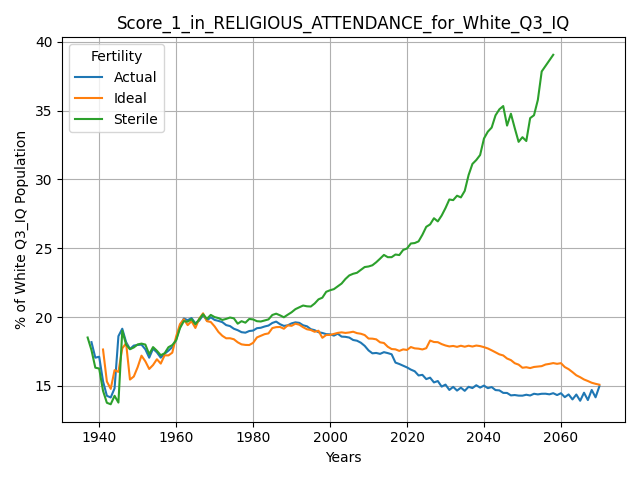 Score_1_in_RELIGIOUS_ATTENDANCE_for_White_Q3_IQ
Fertility
Actual
Ideal
Sterile
% of White Q3_IQ Population
40
35
30
25
20
15
1940
1960
1980
2000
2020
2040
2060
Years